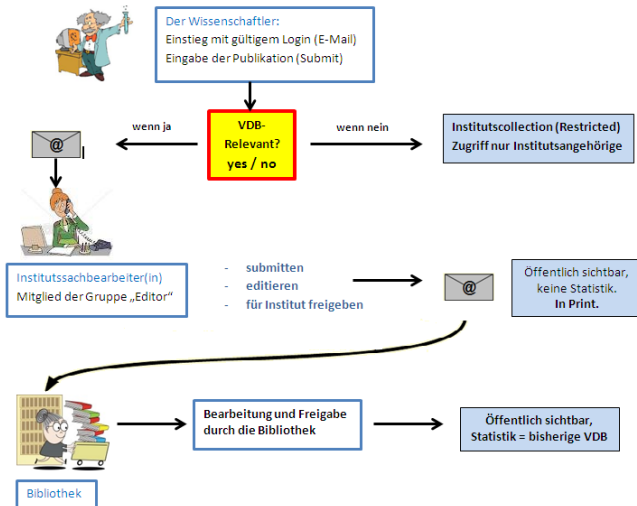 Der Wissenschaftler:
Einstieg mit gültigem Login (E-Mail)
Eingabe der Publikation (Submit)
wenn ja
VDB-
Relevant?
yes / no
wenn nein
Institutscollection (Restricted)
Zugriff nur Institutsangehörige
@
Institutssachbearbeiter(in)
Mitglied der Gruppe „Editor“
- submitten
- editieren
- für Institut freigeben
@
Öffentlich sichtbar,
keine Statistik.
In Print.
Bearbeitung und Freigabe
durch die Bibliothek
Öffentlich sichtbar,
Statistik = bisherige VDB
Bibliothek